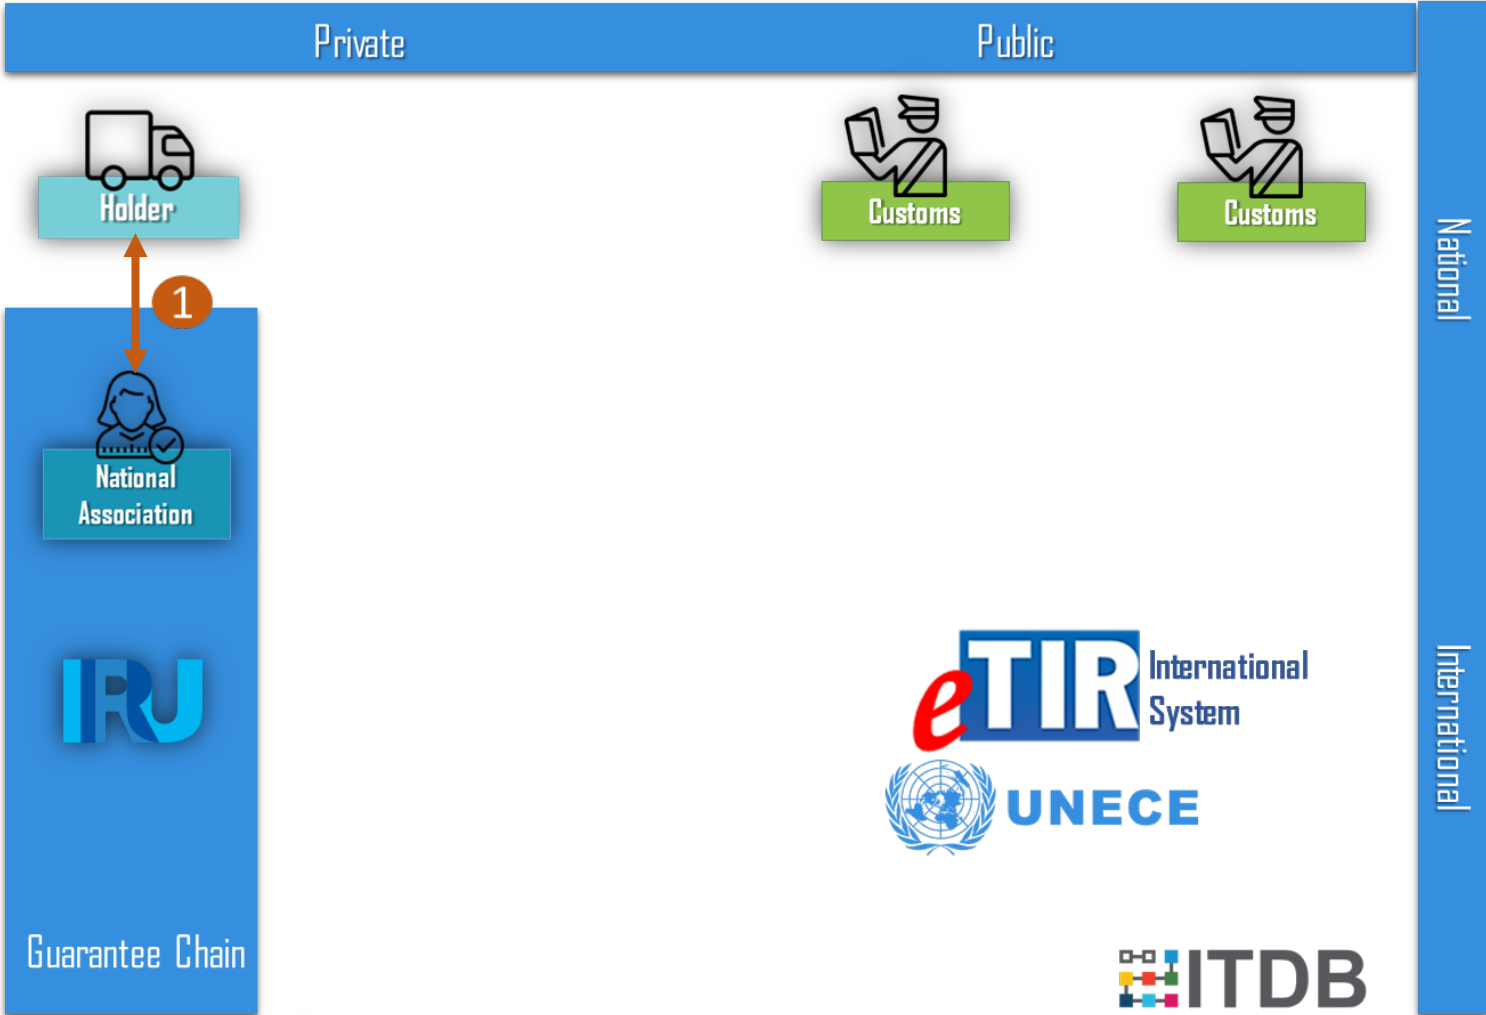 Private
Public
Holder
Customs
Customs
National
1
National
Association
IRU
eTIR
International
System
UNECE
International
Guarantee Chain
ITDB